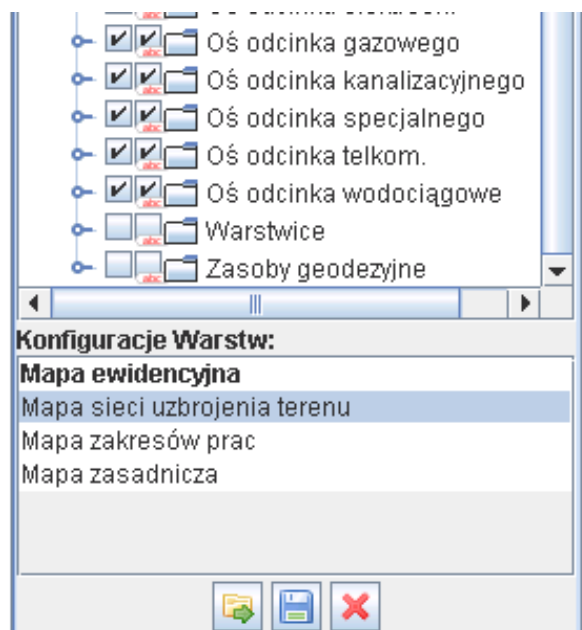 Oś odcinka gazowego
Oś odcinka kanalizacyjnego
Oś odcinka specjalnego
Oś odcinka telkom.
Oś odcinka wodociągowe
Warstwice
Zasoby geodezyjne
Konfiguracje Warstw:
Mapa ewidencyjna
Mapa sieci uzbrojenia terenu
Mapa zakresów prac
Mapa zasadnicza